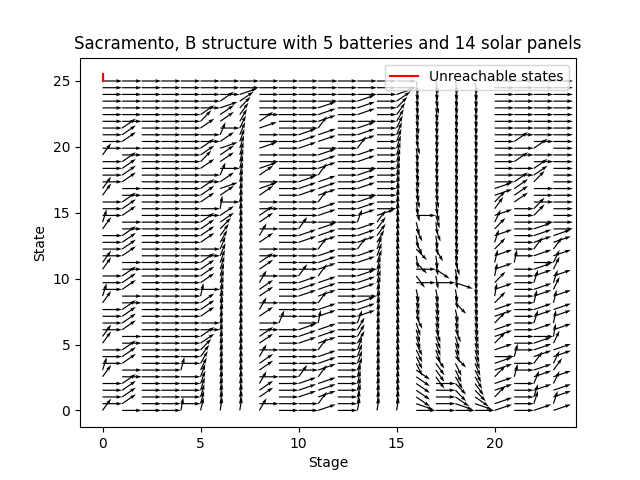 Sacramento, B structure with 5 batteries and 14 solar panels
Unreachable states
State
25
20
15
10
5
0
0 5 10 15 20
Stage